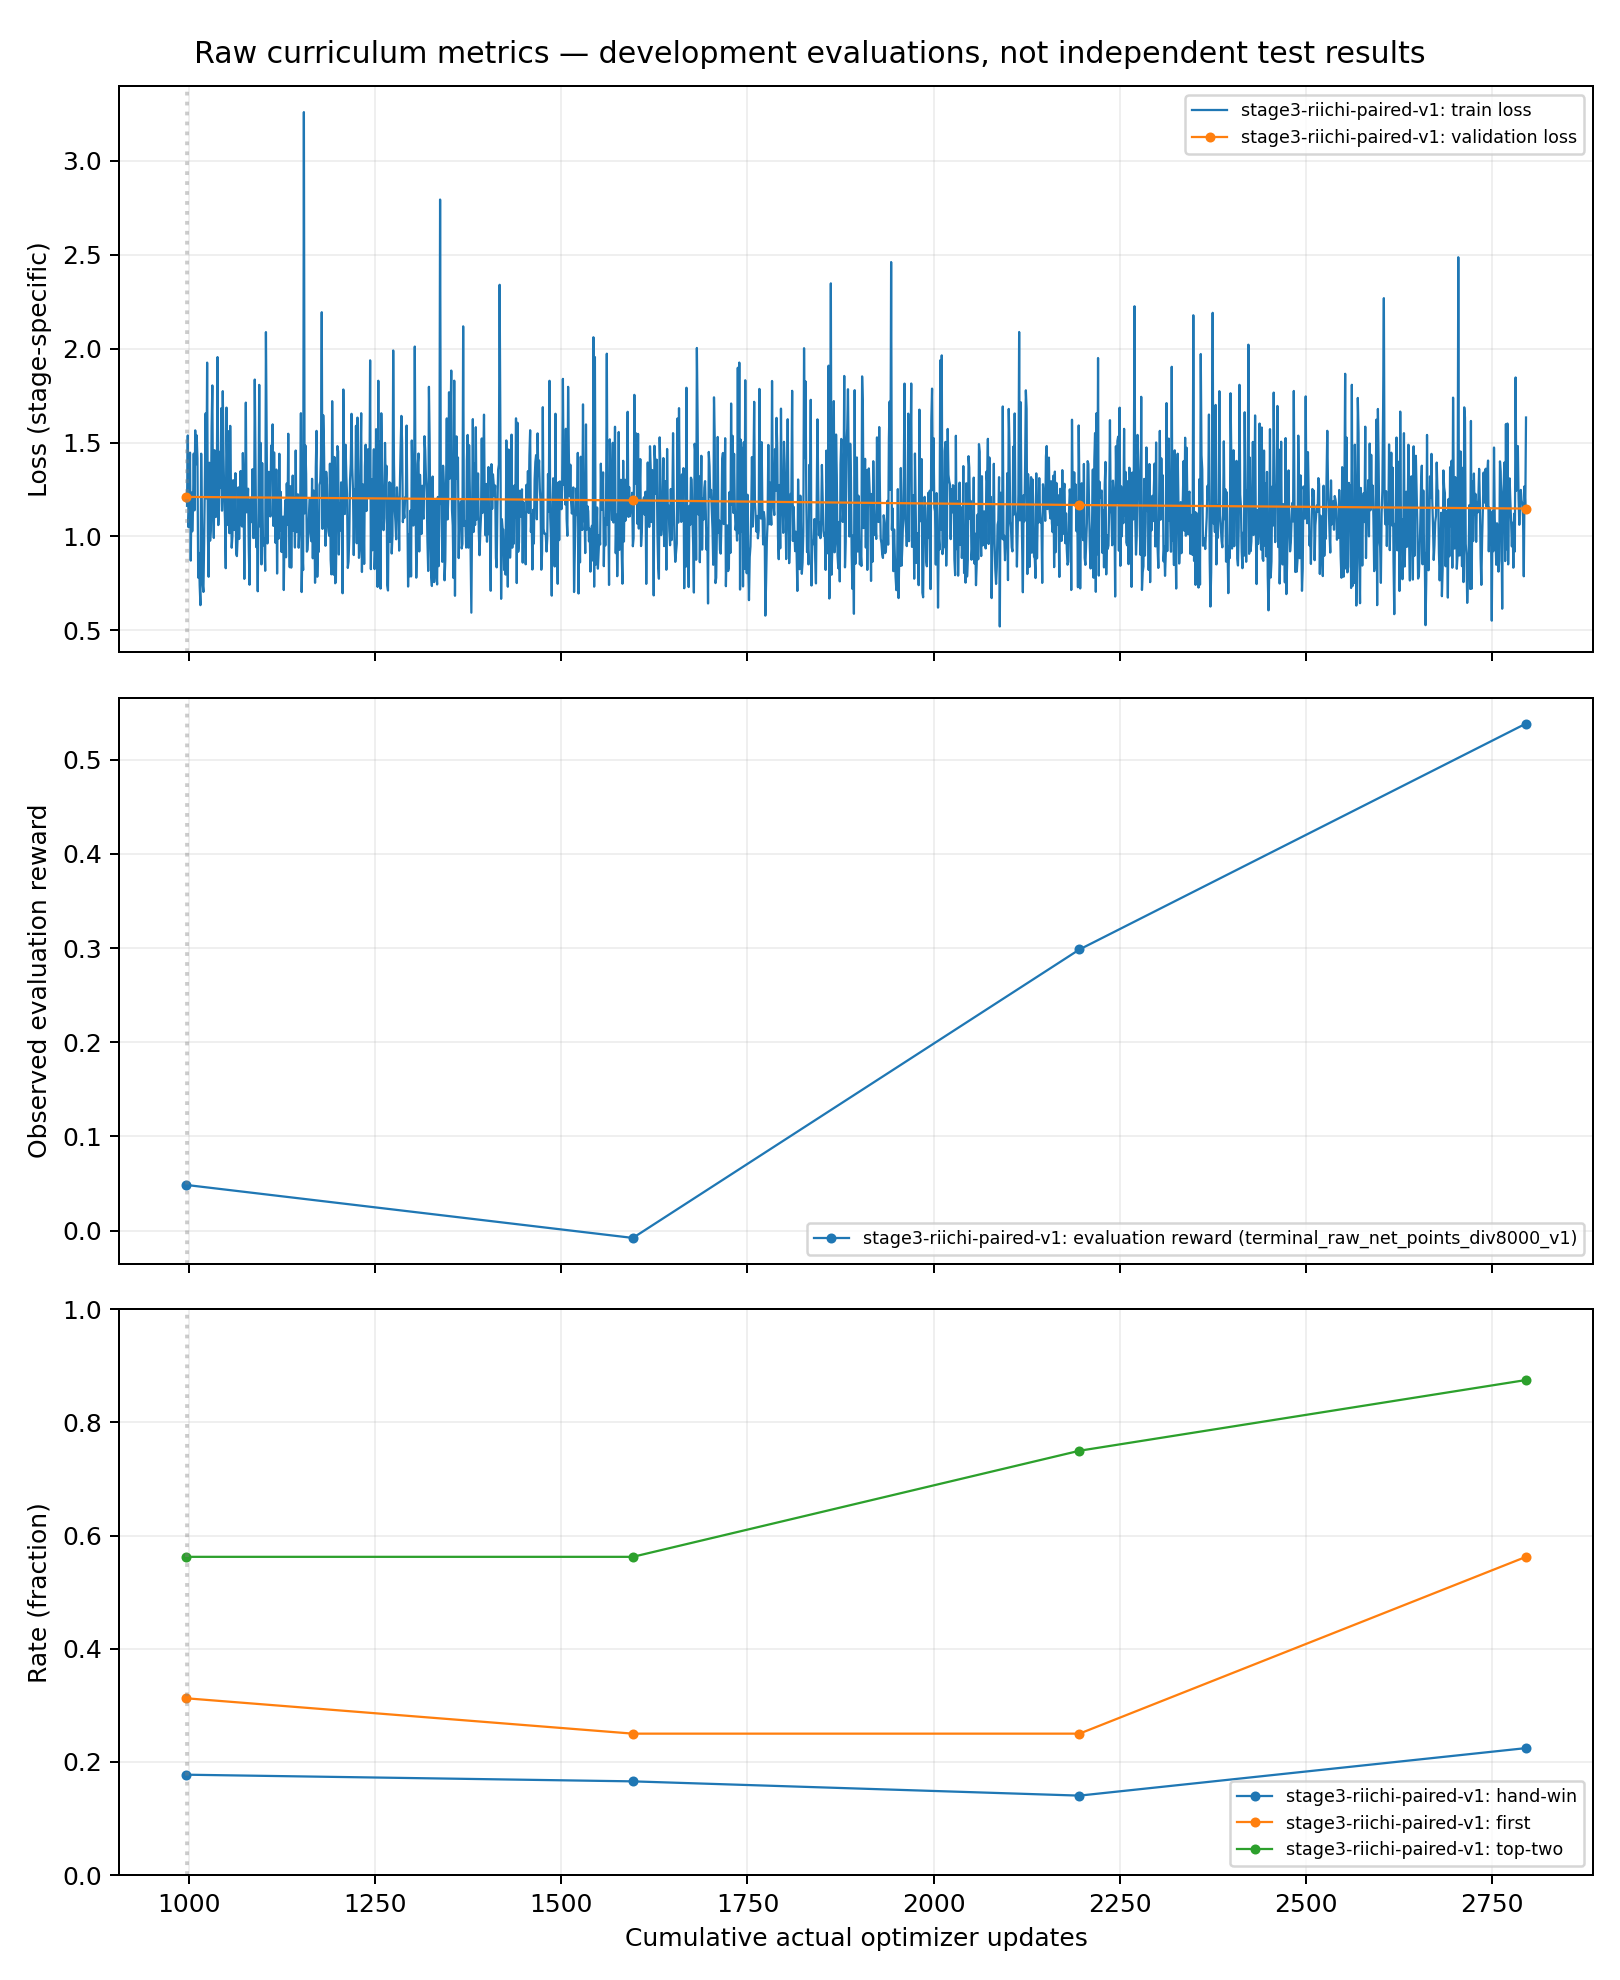 Raw curriculum metrics — development evaluations, not independent test results
Loss (stage-specific)
3.0
2.5
2.0
1.5
1.0
0.5
stage3-riichi-paired-v1: train loss
stage3-riichi-paired-v1: validation loss
Observed evaluation reward
0.5
0.4
0.3
0.2
0.1
0.0
stage3-riichi-paired-v1: evaluation reward (terminal_raw_net_points_div8000_v1)
Rate (fraction)
1.0
0.8
0.6
0.4
0.2
0.0
stage3-riichi-paired-v1: hand-win
stage3-riichi-paired-v1: first
stage3-riichi-paired-v1: top-two
1000 1250 1500 1750 2000 2250 2500 2750
Cumulative actual optimizer updates